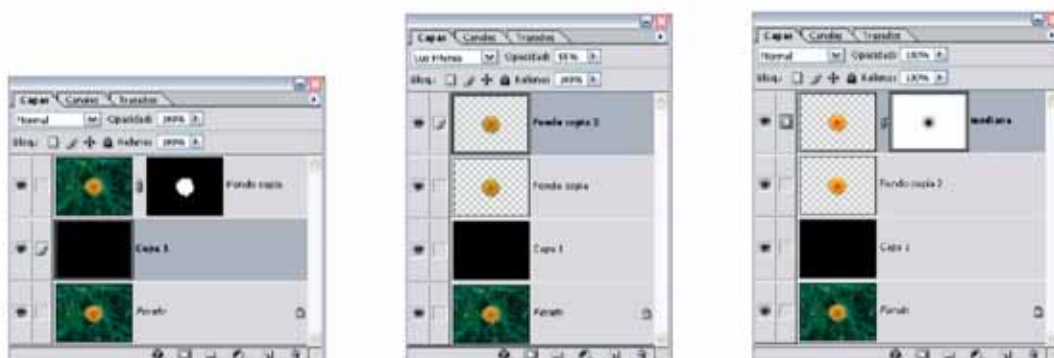 Capas Canales Trazados
Normal Opacidad: 100%
Bloq.: Relleno: 100%
Fondo copia
Capa 1
Fondo
Capas Canales Trazados
Luz intensa Opacidad:
Bloq.: Relleno: 100%
Fondo copia 2
Fondo copia
Capa 1
Fondo
Capas Canales Trazados
Normal Opacidad: 100%
Bloq.: Relleno: 100%
mediana
Fondo copia 2
Capa 1
Fondo